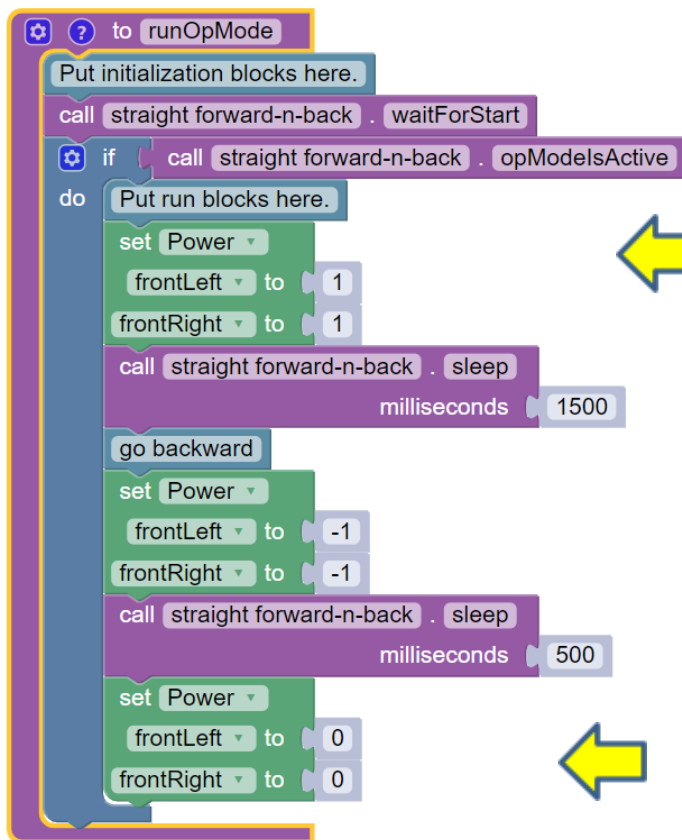 ? to runOpMode
Put initialization blocks here.
call straight forward-n-back . waitForStart
if call straight forward-n-back . opModeIsActive
do Put run blocks here.
set Power
frontLeft to 1
frontRight to 1
call straight forward-n-back . sleep
milliseconds 1500
go backward
set Power
frontLeft to -1
frontRight to -1
call straight forward-n-back . sleep
milliseconds 500
set Power
frontLeft to 0
frontRight to 0